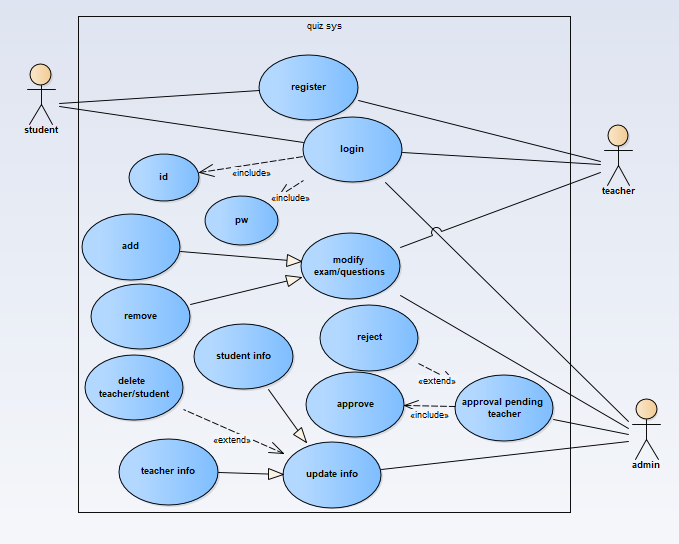 quiz sys
register
student
login
teacher
id
«include»
«include»
pw
add
modify
exam/questions
remove
reject
student info
delete
teacher/student
«extend»
approve
approval pending
teacher
«include»
«extend»
admin
teacher info
update info